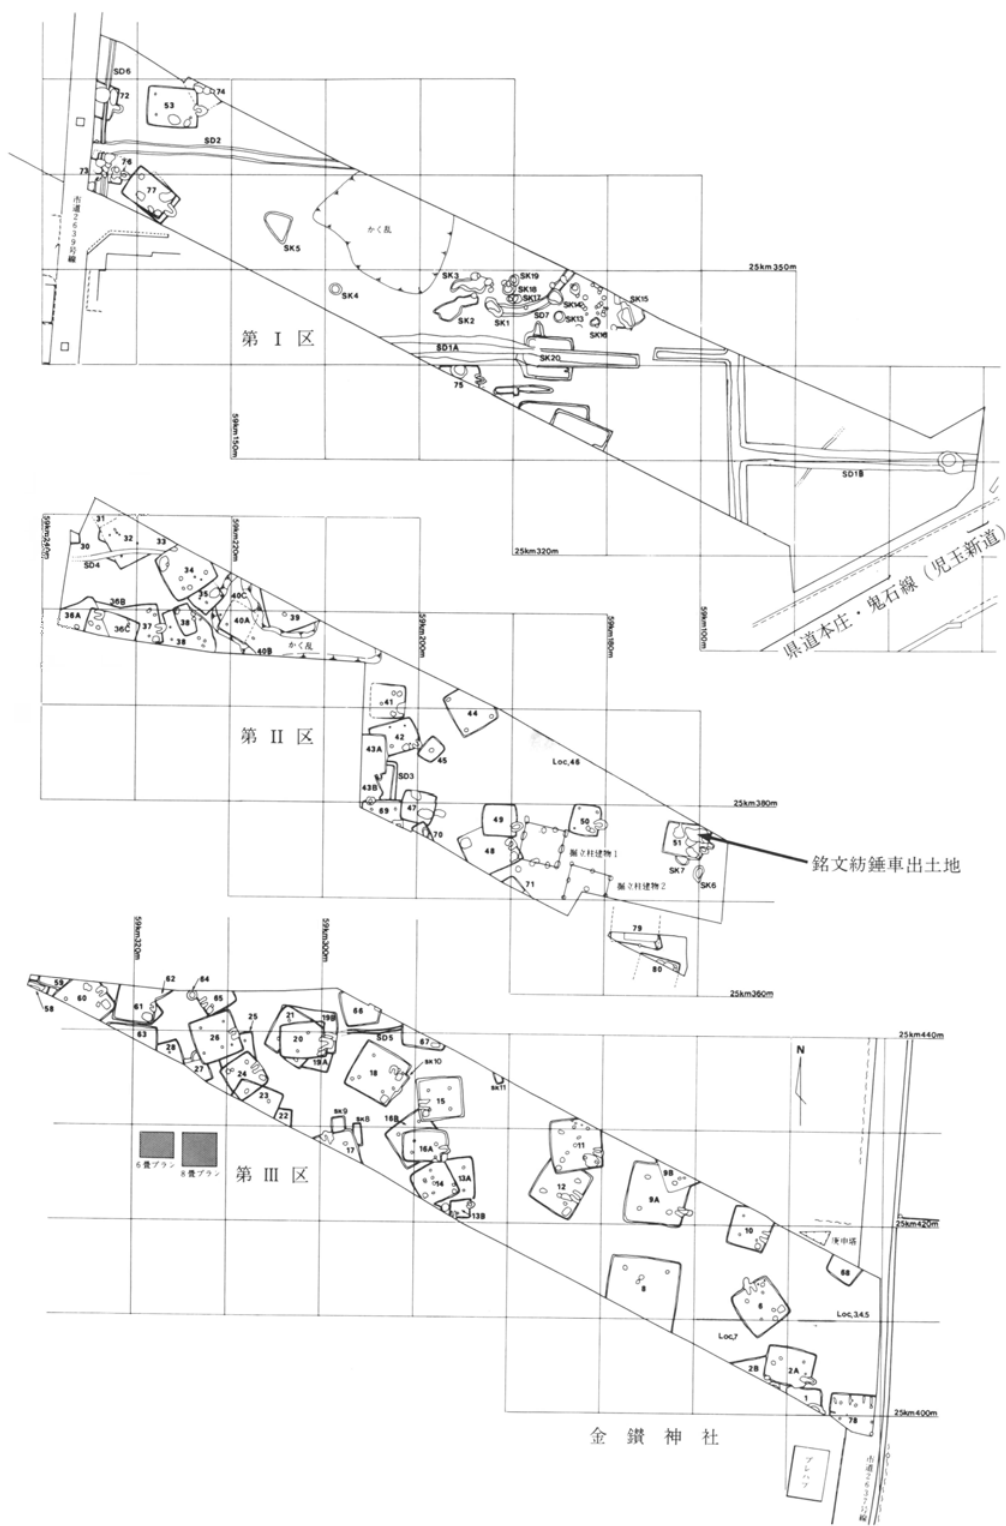 SD6
72
53
74
SD2
73
76
77
市道2639号線
SK5
かく乱
SK4
25km350m
SK3
SK19
SK18
SK17
SK14
SK15
SK2
SK1
SD7
SK13
SK16
第 Ⅰ 区
SD1A
SK20
75
59km150m
SD1B
25km320m
県道本庄・鬼石線(児玉新道)
59km240m
59km220m
59km200m
59km180m
59km100m
31
30
32
33
SD4
34
35
40C
36B
36A
36C
37
38
38
40A
39
40B
かく乱
41
44
第 Ⅱ 区
42
43A
45
Loc,46
SD3
43B
25km380m
69
47
49
50
70
48
51
掘立柱建物1
SK7
SK6
銘文紡錘車出土地
71
掘立柱建物2
79
80
25km360m
59km320m
59km300m
59
58
60
62
61
64
65
63
25
26
28
27
24
23
22
21
19B
20
19A
66
SD5
67
25km440m
N
18
SK10
15
SK11
SK9
SK8
16B
17
16A
14
13A
13B
6畳プラン
8畳プラン
第 Ⅲ 区
11
12
9B
9A
10
25km420m
庚申塔
68
8
6
Loc,3.4.5
Loc,7
2B
2A
1
78
25km400m
金 鑚 神 社
プレハブ
市道2637号線